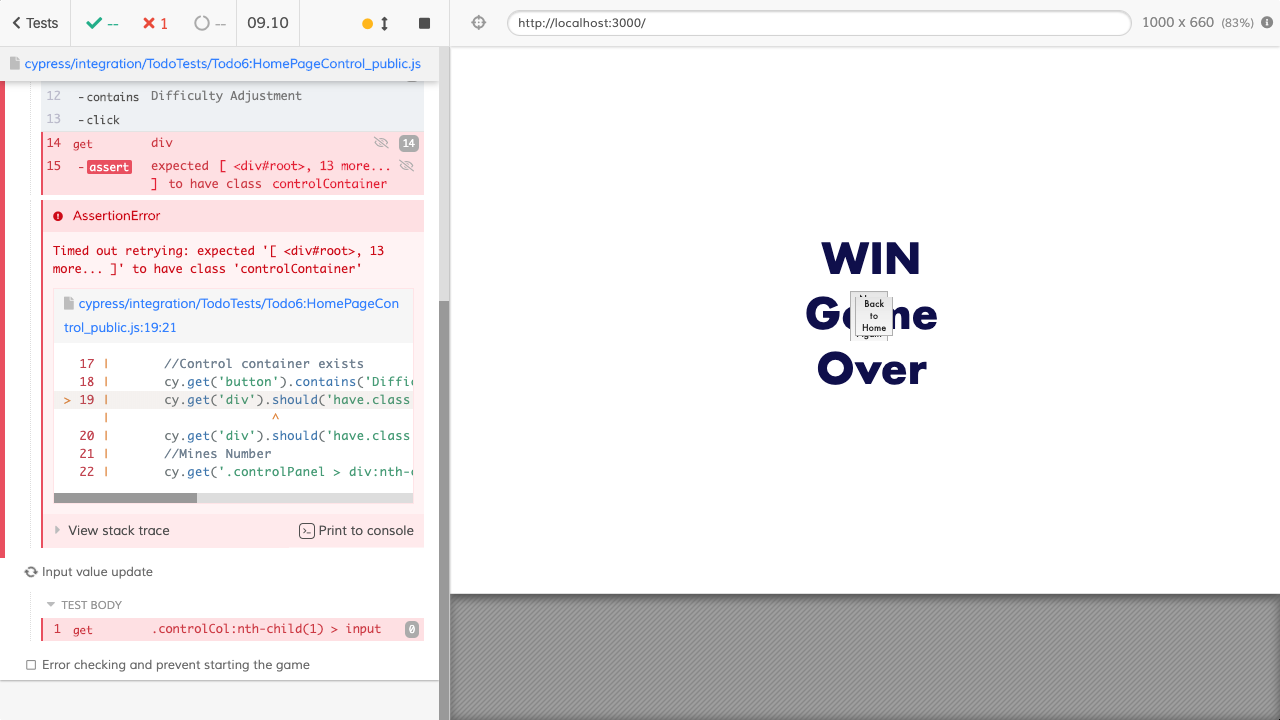 Tests
--
1
--
09.10
http://localhost:3000/
1000 x 660 (83%)
cypress/integration/TodoTests/Todo6:HomePageControl_public.js
12 -contains Difficulty Adjustment
13 -click
14 get div 14
15 -assert expected [ <div#root>, 13 more...
] to have class controlContainer
AssertionError
Timed out retrying: expected '[ <div#root>, 13
more... ]' to have class 'controlContainer'
cypress/integration/TodoTests/Todo6:HomePageCon
trol_public.js:19:21
17 | //Control container exists
18 | cy.get('button').contains('Diffic
> 19 | cy.get('div').should('have.class
| ^
20 | cy.get('div').should('have.class
21 | //Mines Number
22 | cy.get('.controlPanel > div:nth-c
View stack trace
Print to console
Input value update
TEST BODY
1 get .controlCol:nth-child(1) > input 0
Error checking and prevent starting the game
WIN
Game
Over
Back
to
Home